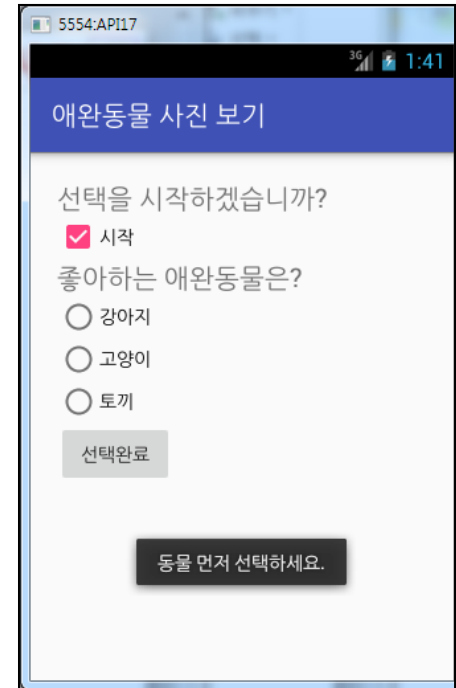 5554:API17
3G 1:41
애완동물 사진 보기
선택을 시작하겠습니까?
시작
좋아하는 애완동물은?
강아지
고양이
토끼
선택완료
동물 먼저 선택하세요.